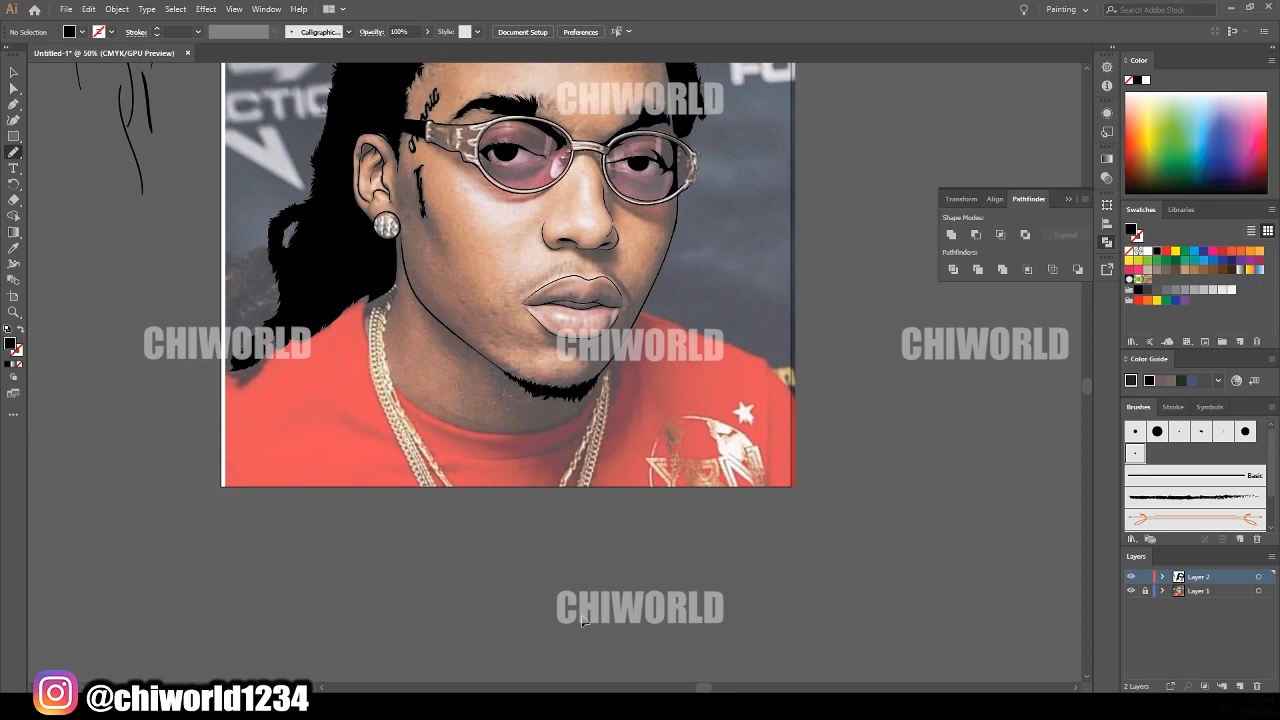 Ai File Edit Object Type Select Effect View Window Help Painting Search Adobe Stock
No Selection Stroke: Calligraphic... Opacity: 100% Style: Document Setup Preferences
Untitled-1* @ 50% (CMYK/GPU Preview)
Color
CTIC
CHIWORLD
Transform Align Pathfinder
Shape Modes:
Expand
Pathfinders:
Swatches Libraries
CHIWORLD CHIWORLD CHIWORLD
Color Guide
Brushes Stroke Symbols
Basic
Layers
Layer 2
Layer 1
CHIWORLD
2 Layers
@chiworld1234